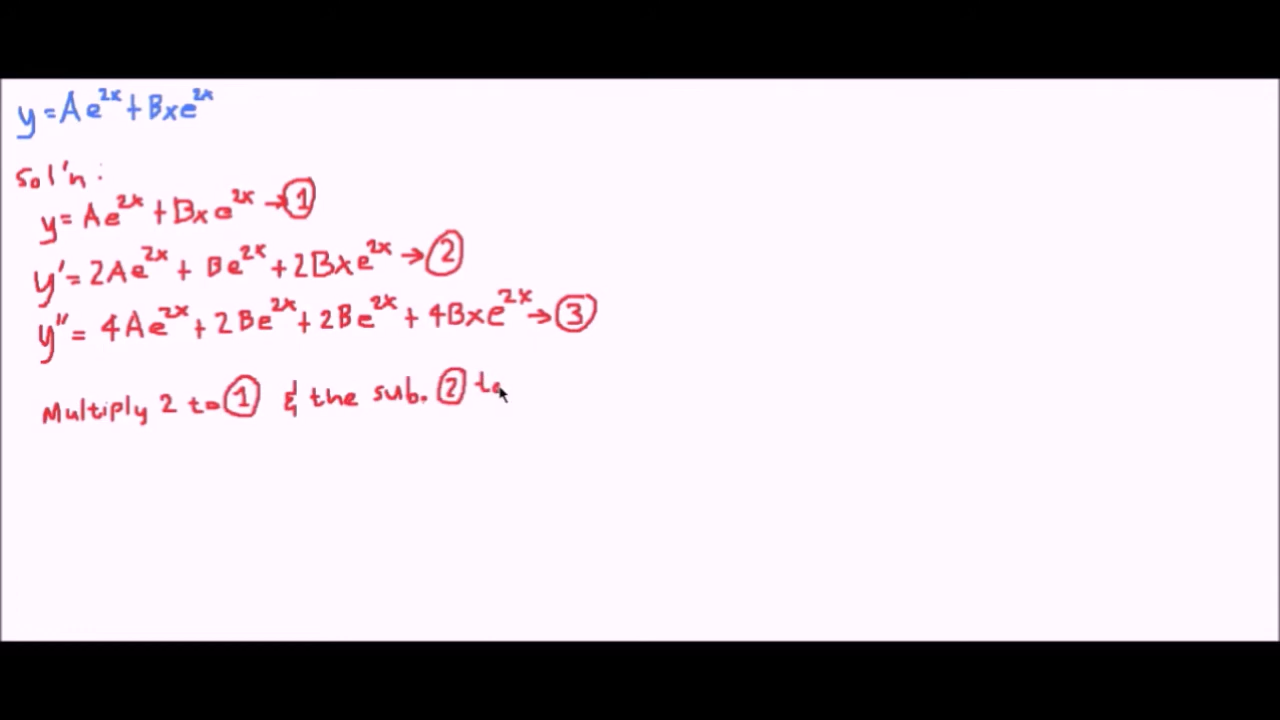 y = Ae^{2x} + Bxe^{2x}
Sol'n :
y = Ae^{2x} + Bxe^{2x} → ①
y' = 2Ae^{2x} + Be^{2x} + 2Bxe^{2x} → ②
y'' = 4Ae^{2x} + 2Be^{2x} + 2Be^{2x} + 4Bxe^{2x} → ③
Multiply 2 to ① & the sub. ② to